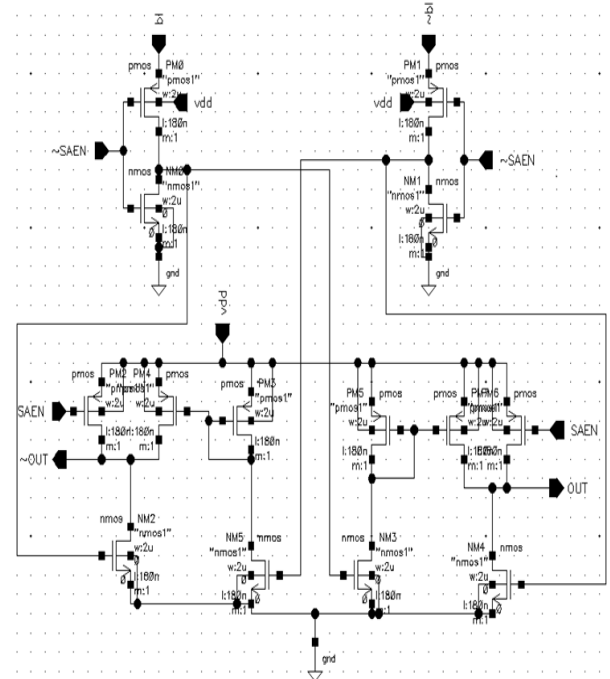 bl
~bl
pmos
PM0
"pmos1"
w:2u
vdd
l:180n
m:1
PM1
pmos
"pmos1"
w:2u
vdd
l:180n
m:1
~SAEN
~SAEN
nmos
NM0
"nmos1"
w:2u
l:180n
m:1
gnd
NM1
nmos
"nmos1"
w:2u
l:180n
m:1
gnd
vdd
pmos
PM2
PM4
pmos
"pmos1"
w:2u
l:180n
m:1
pmos
PM3
"pmos1"
w:2u
l:180n
m:1
PM5
pmos
"pmos1"
w:2u
l:180n
m:1
pmos
PM6
pmos
w:2u
l:180n
m:1
SAEN
SAEN
~OUT
OUT
nmos
NM2
"nmos1"
w:2u
l:180n
m:1
NM5
nmos
"nmos1"
w:2u
l:180n
m:1
nmos
NM3
"nmos1"
w:2u
l:180n
m:1
NM4
nmos
"nmos1"
w:2u
l:180n
m:1
gnd